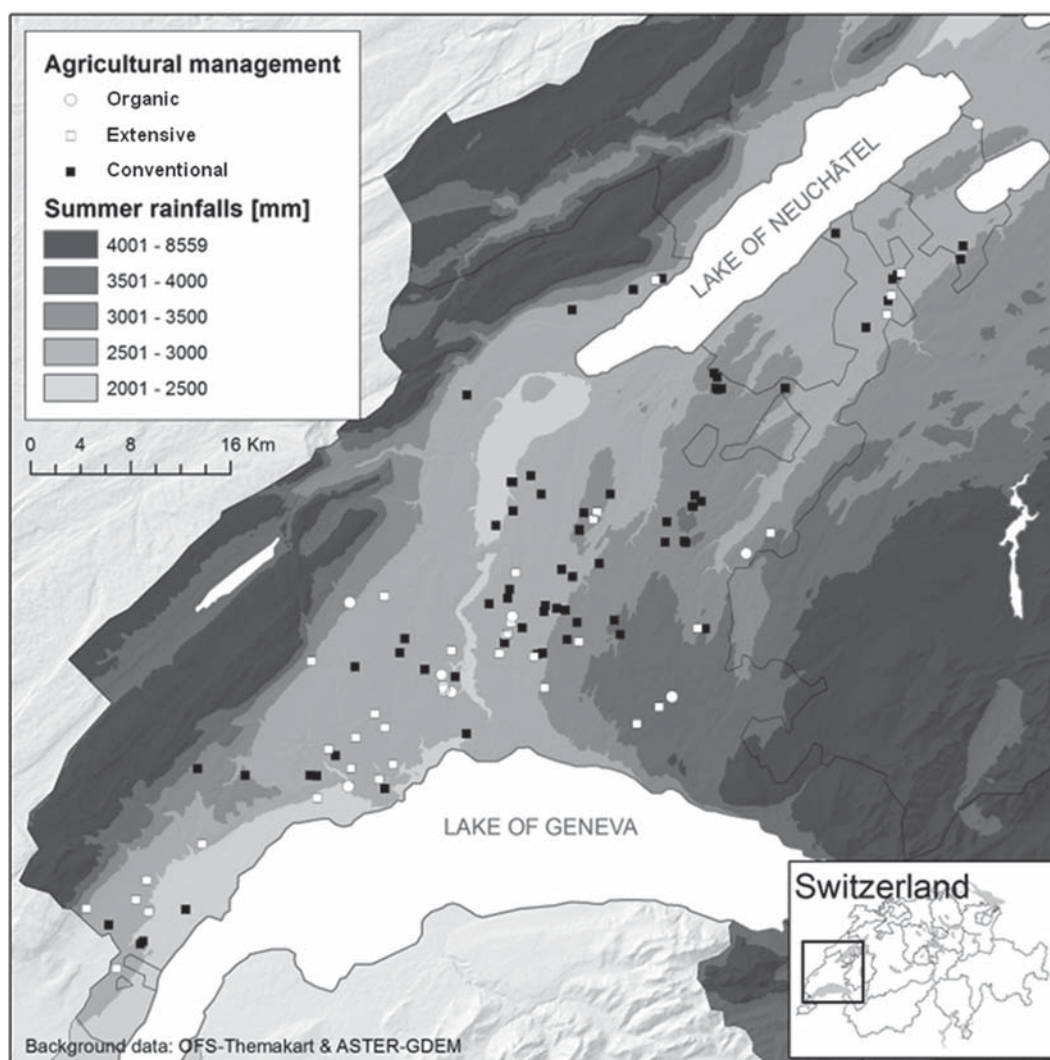 Agricultural management
Organic
Extensive
Conventional
Summer rainfalls [mm]
4001 - 8559
3501 - 4000
3001 - 3500
2501 - 3000
2001 - 2500
0 4 8 16 Km
LAKE OF NEUCHÂTEL
LAKE OF GENEVA
Switzerland
Background data: OFS-Themakart & ASTER-GDEM